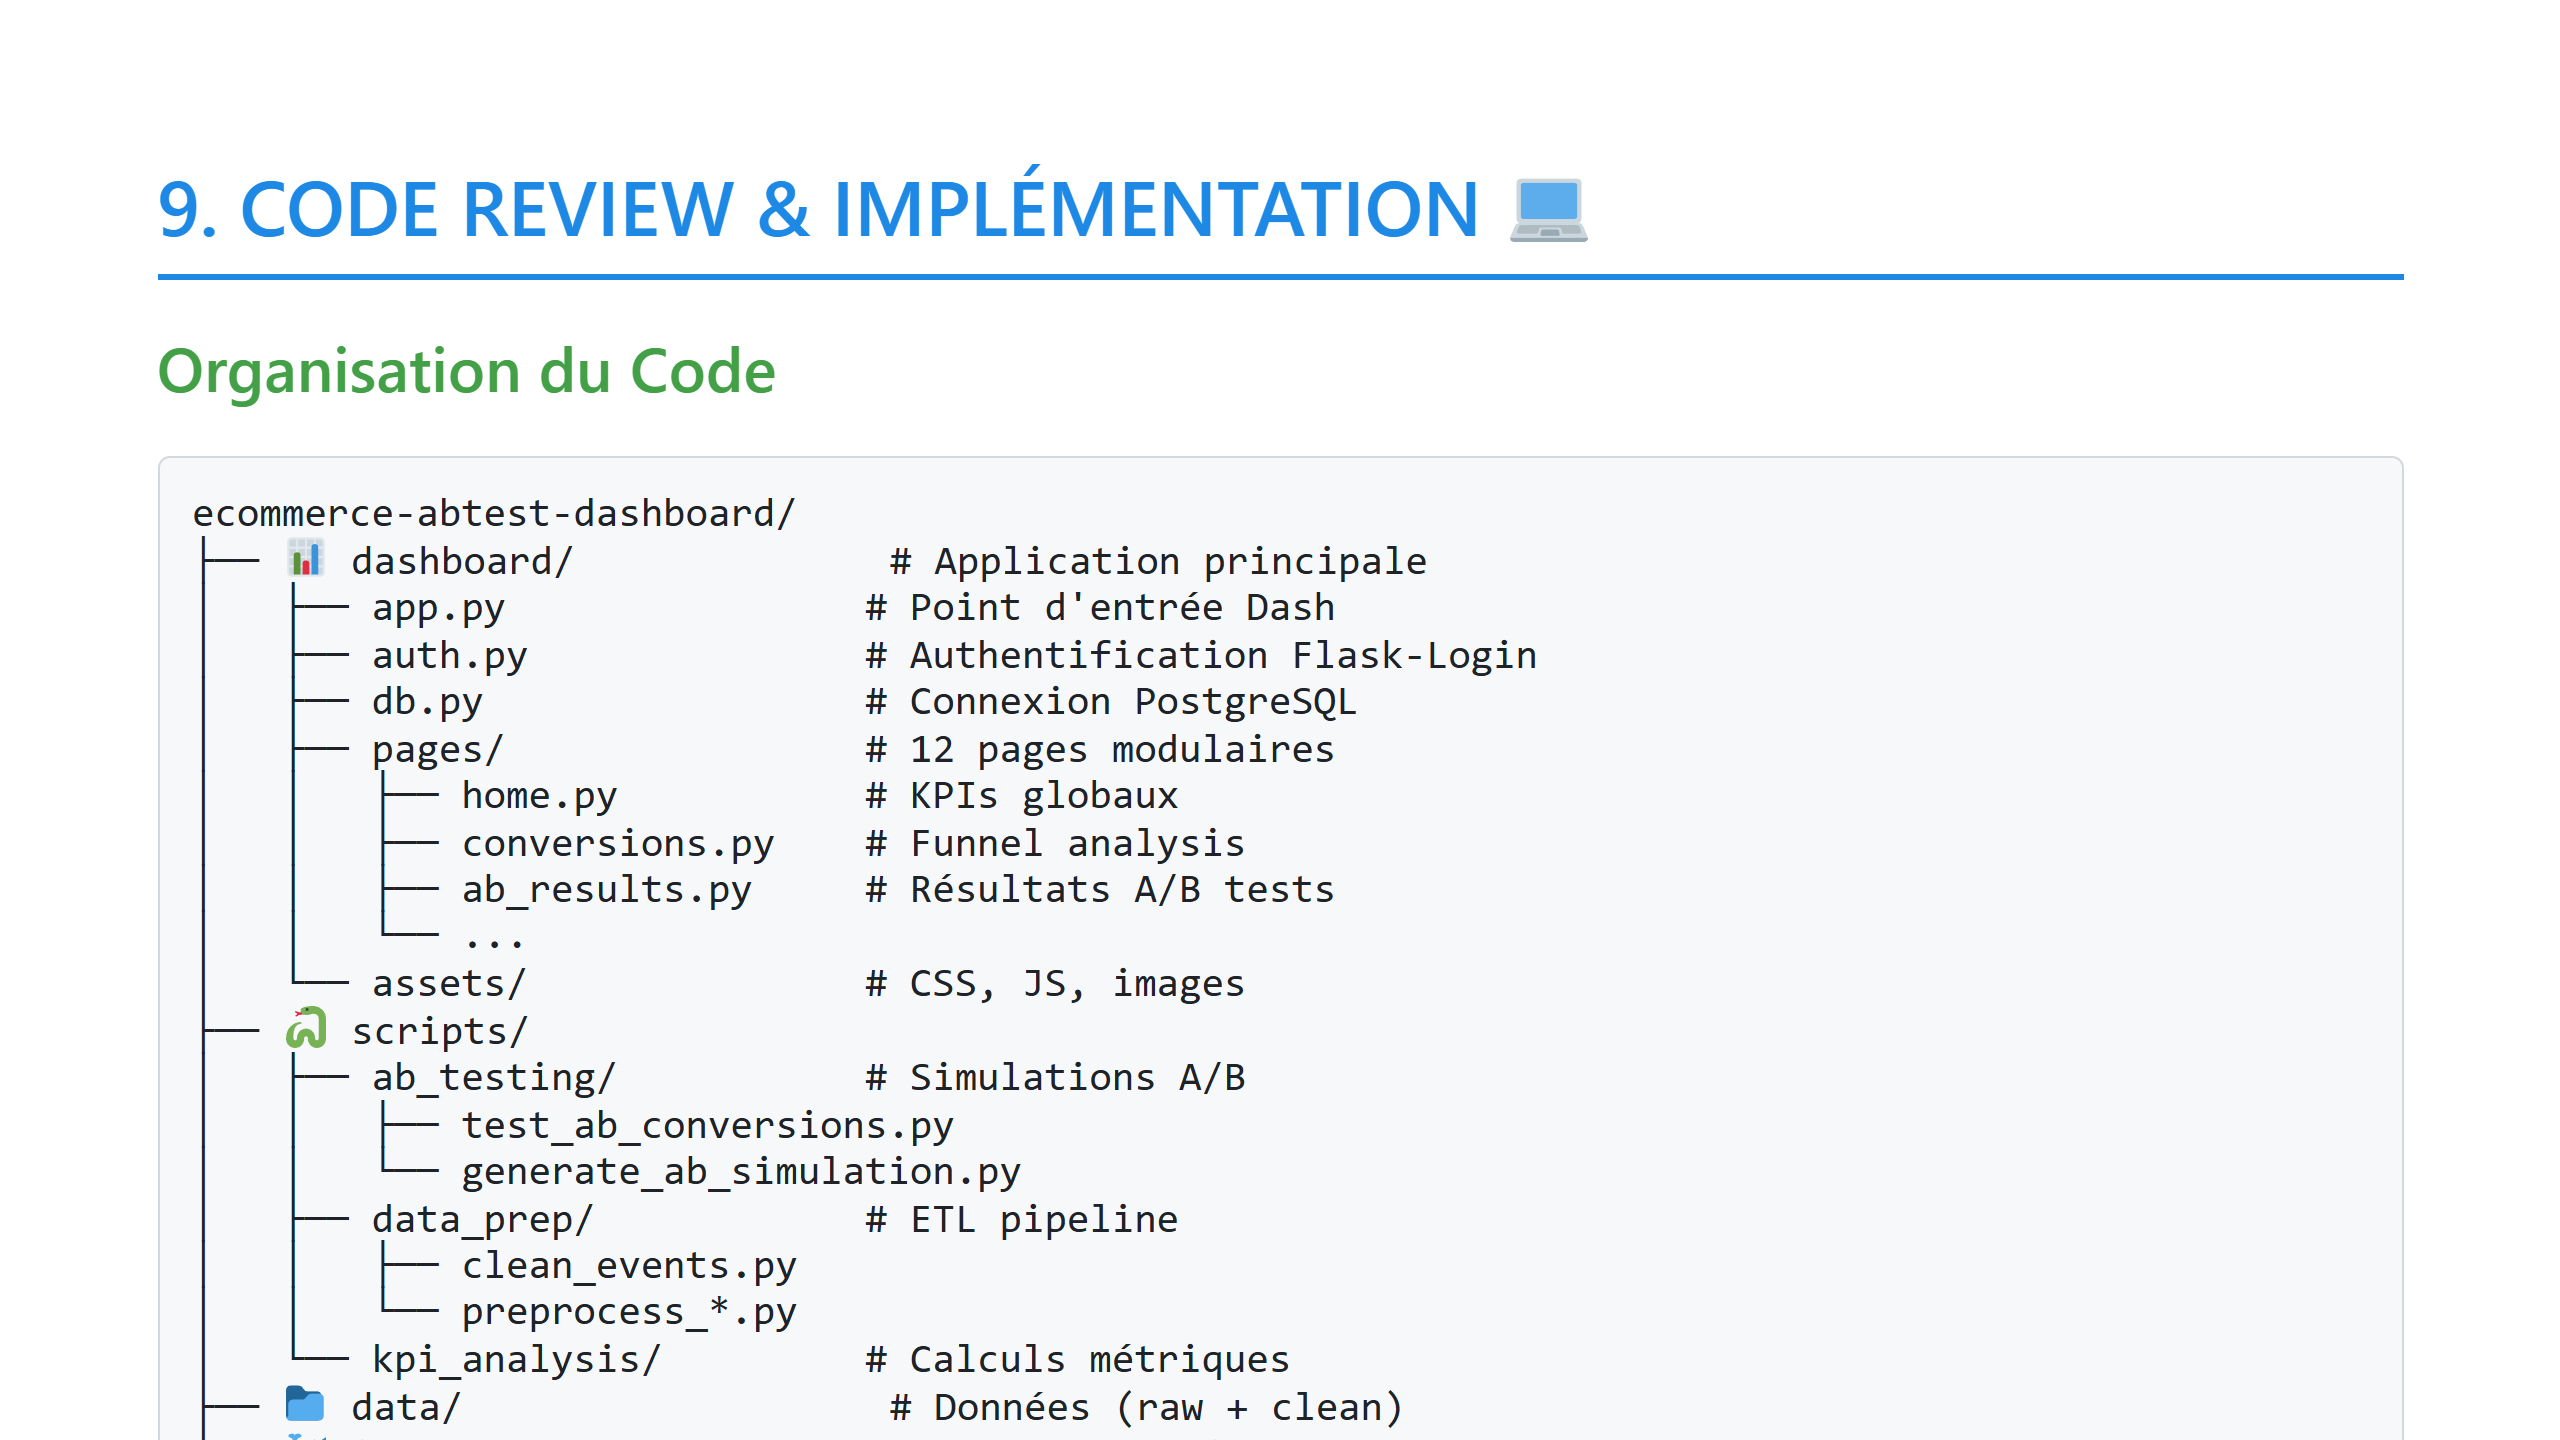 9. CODE REVIEW & IMPLÉMENTATION 💻
Organisation du Code
ecommerce-abtest-dashboard/
├── 📊 dashboard/              # Application principale
│   ├── app.py                # Point d'entrée Dash
│   ├── auth.py               # Authentification Flask-Login
│   ├── db.py                 # Connexion PostgreSQL
│   ├── pages/                # 12 pages modulaires
│   │   ├── home.py           # KPIs globaux
│   │   ├── conversions.py    # Funnel analysis
│   │   ├── ab_results.py     # Résultats A/B tests
│   │   └── ...
│   └── assets/               # CSS, JS, images
├── 🐍 scripts/
│   ├── ab_testing/           # Simulations A/B
│   │   ├── test_ab_conversions.py
│   │   └── generate_ab_simulation.py
│   ├── data_prep/            # ETL pipeline
│   │   ├── clean_events.py
│   │   └── preprocess_*.py
│   └── kpi_analysis/         # Calculs métriques
├── 📁 data/                   # Données (raw + clean)